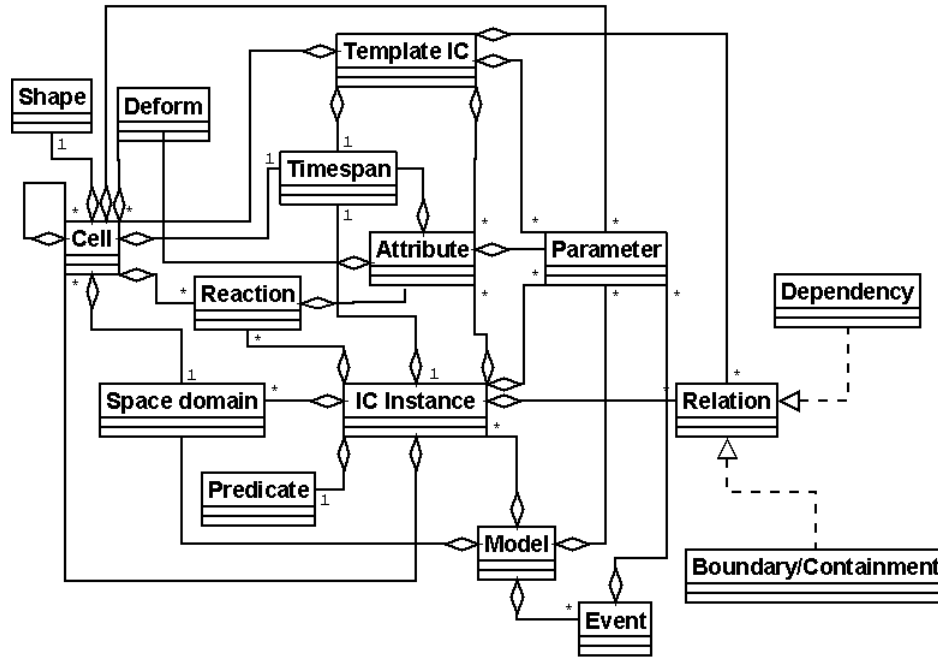 Template IC
Shape
Deform
1
1
1
Timespan
1
*
*
*
*
*
Cell
Attribute
Parameter
*
*
Reaction
*
*
*
*
Dependency
*
1
*
1
*
*
Space domain
IC Instance
Relation
*
Predicate
1
Model
Boundary/Containment
*
Event